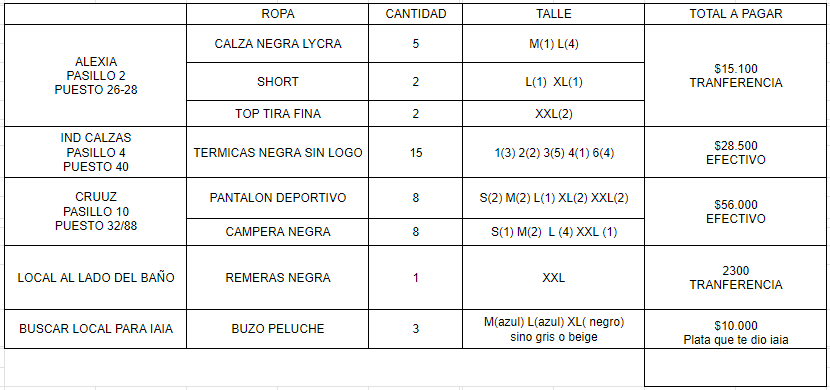 ROPA CANTIDAD TALLE TOTAL A PAGAR
ALEXIA
PASILLO 2
PUESTO 26-28
CALZA NEGRA LYCRA 5 M(1) L(4)
SHORT 2 L(1) XL(1)
TOP TIRA FINA 2 XXL(2)
$15.100
TRANFERENCIA
IND CALZAS
PASILLO 4
PUESTO 40
TERMICAS NEGRA SIN LOGO 15 1(3) 2(2) 3(5) 4(1) 6(4)
$28.500
EFECTIVO
CRUUZ
PASILLO 10
PUESTO 32/88
PANTALON DEPORTIVO 8 S(2) M(2) L(1) XL(2) XXL(2)
CAMPERA NEGRA 8 S(1) M(2) L (4) XXL (1)
$56.000
EFECTIVO
LOCAL AL LADO DEL BAÑO REMERAS NEGRA 1 XXL
2300
TRANFERENCIA
BUSCAR LOCAL PARA IAIA BUZO PELUCHE 3
M(azul) L(azul) XL( negro)
sino gris o beige
$10.000
Plata que te dio iaia